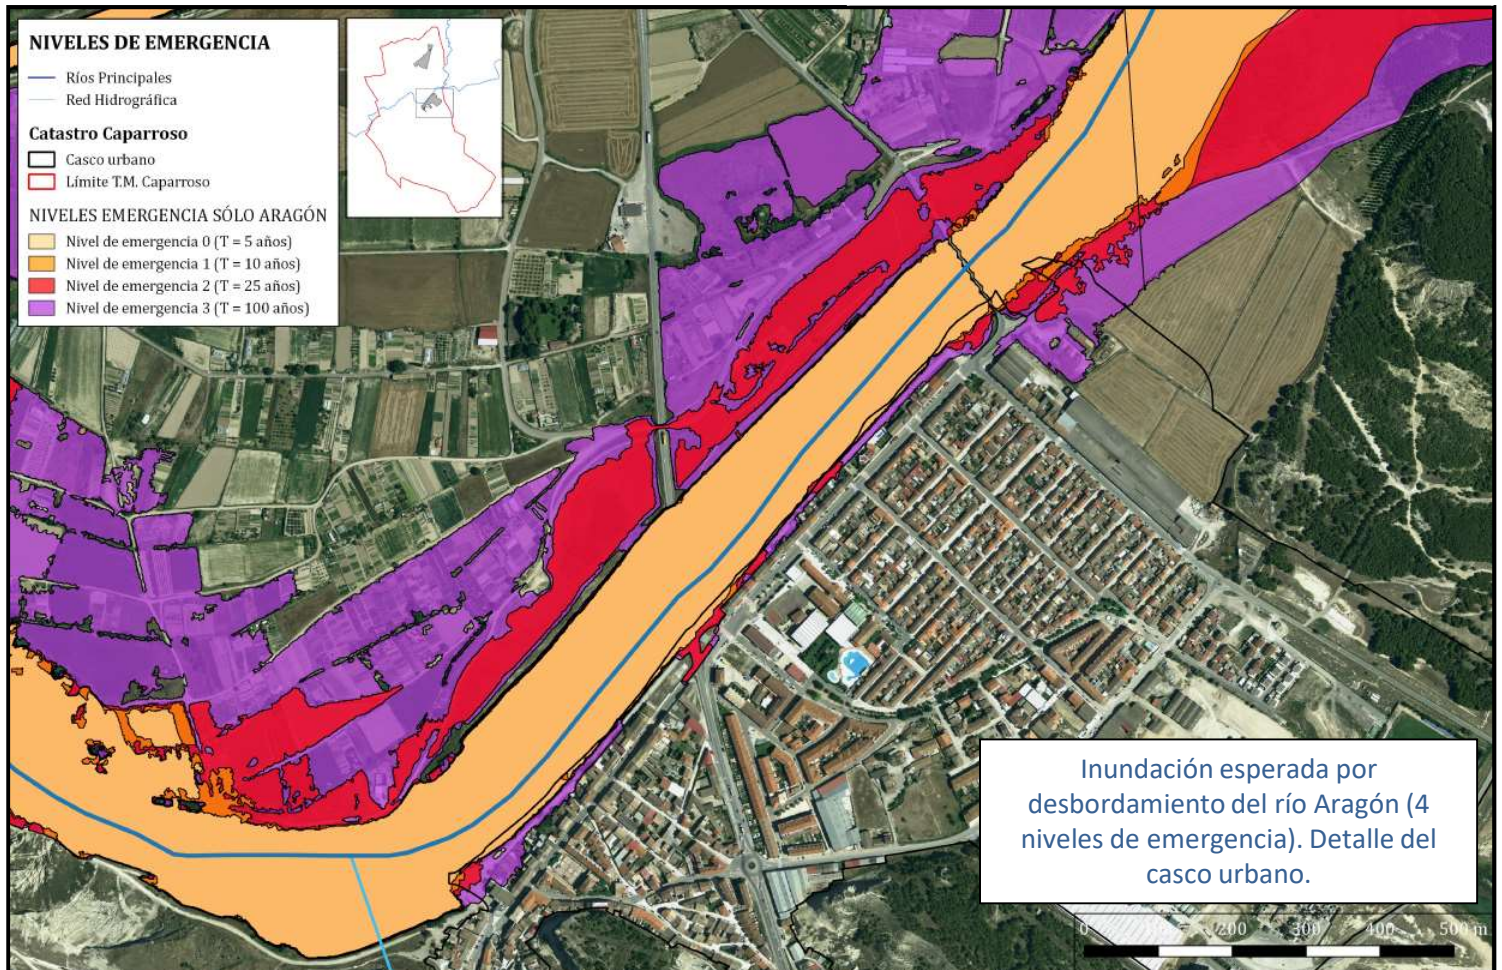 NIVELES DE EMERGENCIA
Ríos Principales
Red Hidrográfica
Catastro Caparroso
Casco urbano
Límite T.M. Caparroso
NIVELES EMERGENCIA SÓLO ARAGÓN
Nivel de emergencia 0 (T = 5 años)
Nivel de emergencia 1 (T = 10 años)
Nivel de emergencia 2 (T = 25 años)
Nivel de emergencia 3 (T = 100 años)
Inundación esperada por
desbordamiento del río Aragón (4
niveles de emergencia). Detalle del
casco urbano.
0 100 200 300 400 500 m